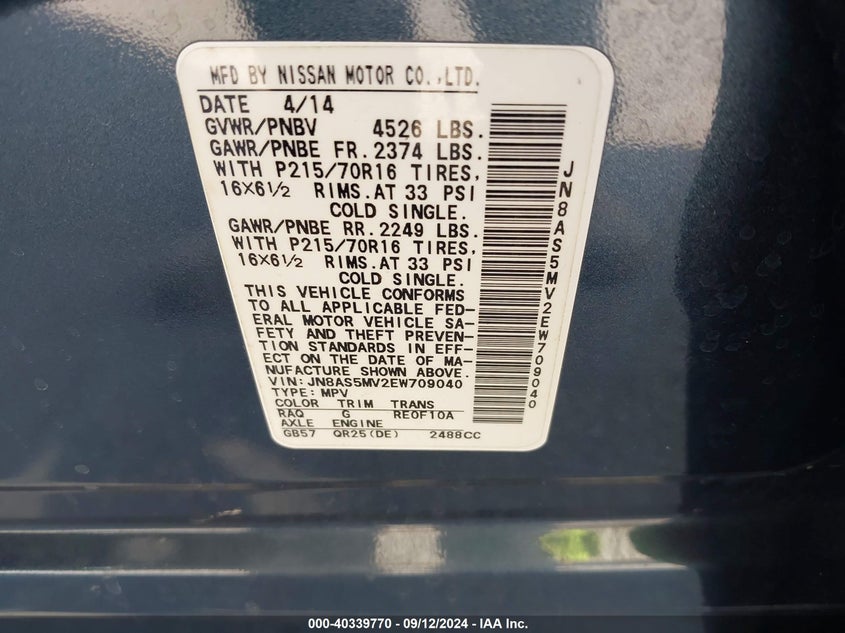 MFD BY NISSAN MOTOR CO.,LTD.
DATE 4/14
GVWR/PNBV 4526 LBS.
GAWR/PNBE FR. 2374 LBS.
WITH P215/70R16 TIRES,
16X6½ RIMS.AT 33 PSI
COLD SINGLE.
GAWR/PNBE RR. 2249 LBS.
WITH P215/70R16 TIRES,
16X6½ RIMS.AT 33 PSI
COLD SINGLE.
THIS VEHICLE CONFORMS
TO ALL APPLICABLE FED-
ERAL MOTOR VEHICLE SA-
FETY AND THEFT PREVEN-
TION STANDARDS IN EFF-
ECT ON THE DATE OF MA-
NUFACTURE SHOWN ABOVE.
VIN: JN8AS5MV2EW709040
TYPE: MPV
COLOR TRIM TRANS
RAQ G RE0F10A
AXLE ENGINE
GB57 QR25(DE) 2488CC
JN8AS5MV2EW709040
000-40339770 - 09/12/2024 - IAA Inc.